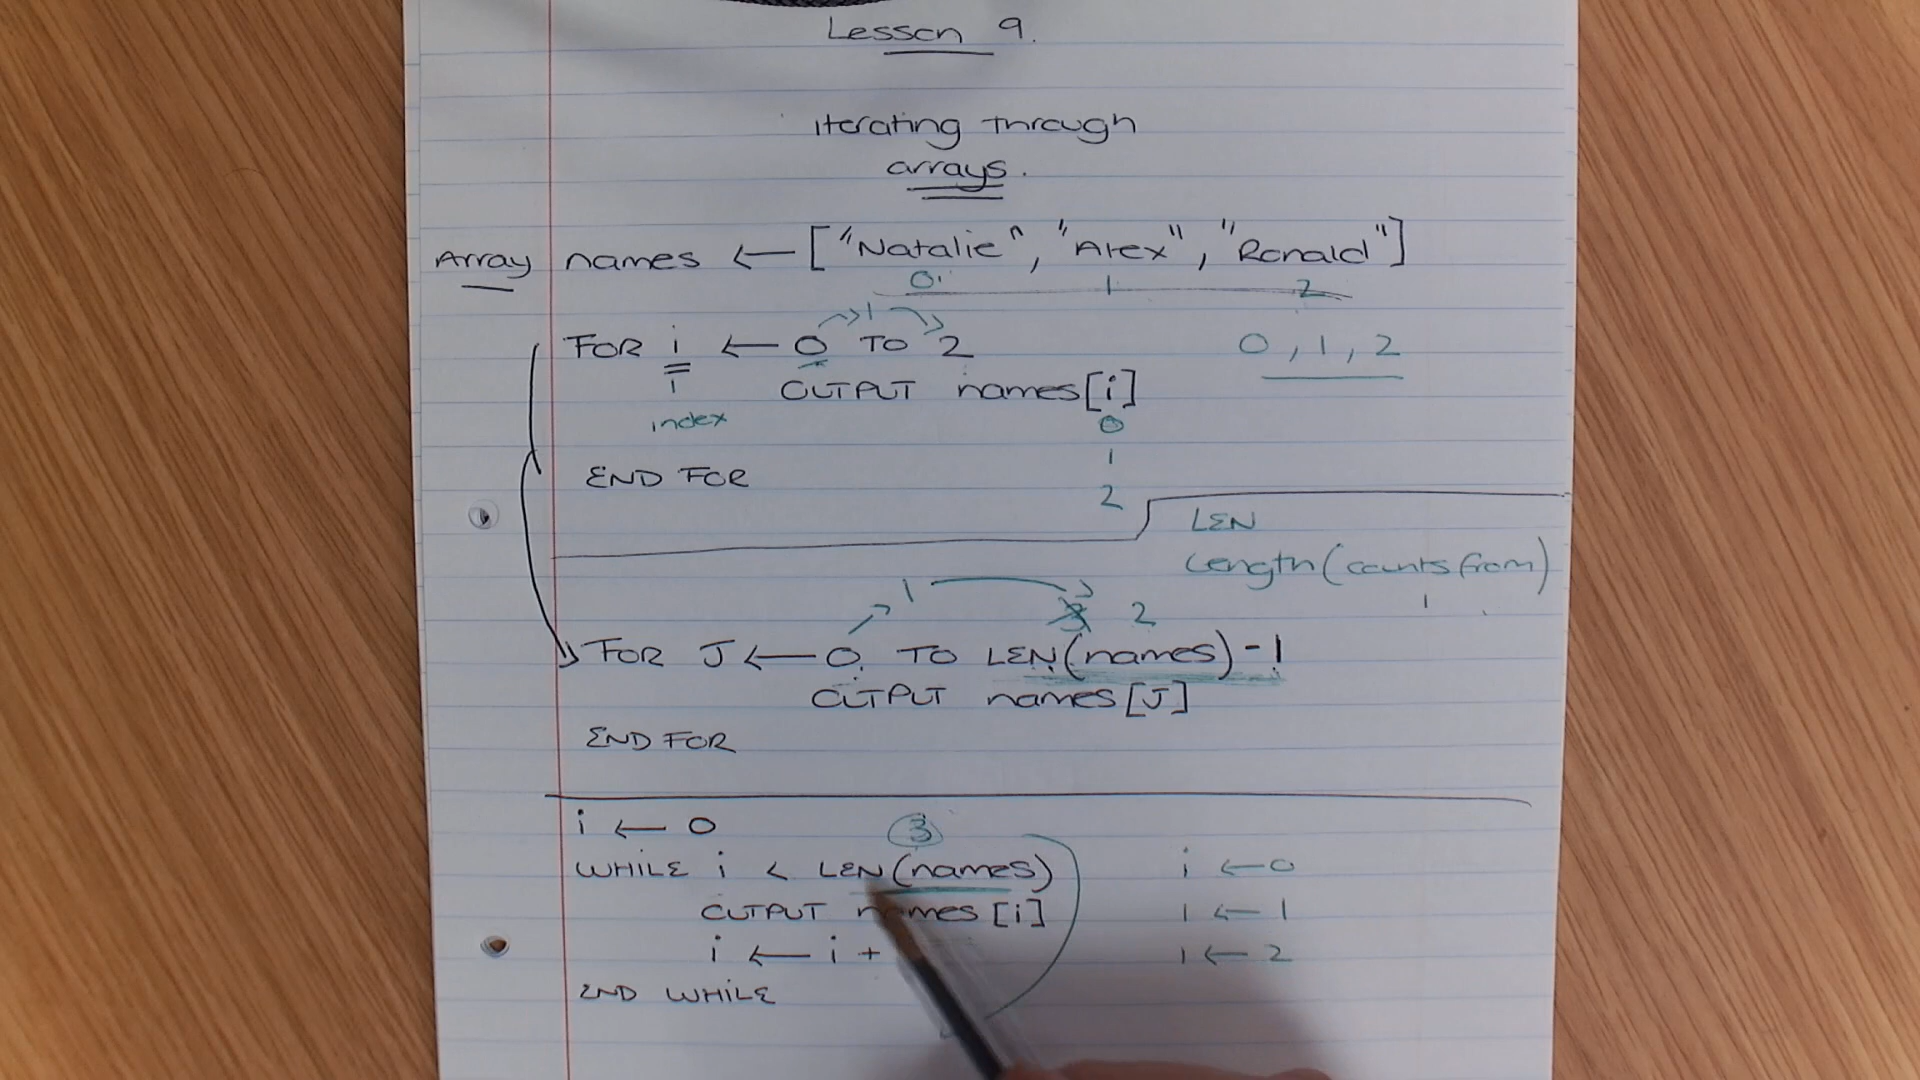 Lesson 9.
iterating through
arrays.
Array names ← ["Natalie", "Alex", "Ronald"]
0 1 2
1
FOR i ← 0 TO 2 0, 1, 2
OUTPUT names[i]
index 0
1
END FOR
2
LEN
Length (counts from)
1
1 3 2
FOR J ← 0 TO LEN(names) - 1
OUTPUT names[J]
END FOR
i ← 0 3
WHILE i < LEN(names) i ← 0
OUTPUT names[i] i ← 1
i ← i + i ← 2
END WHILE